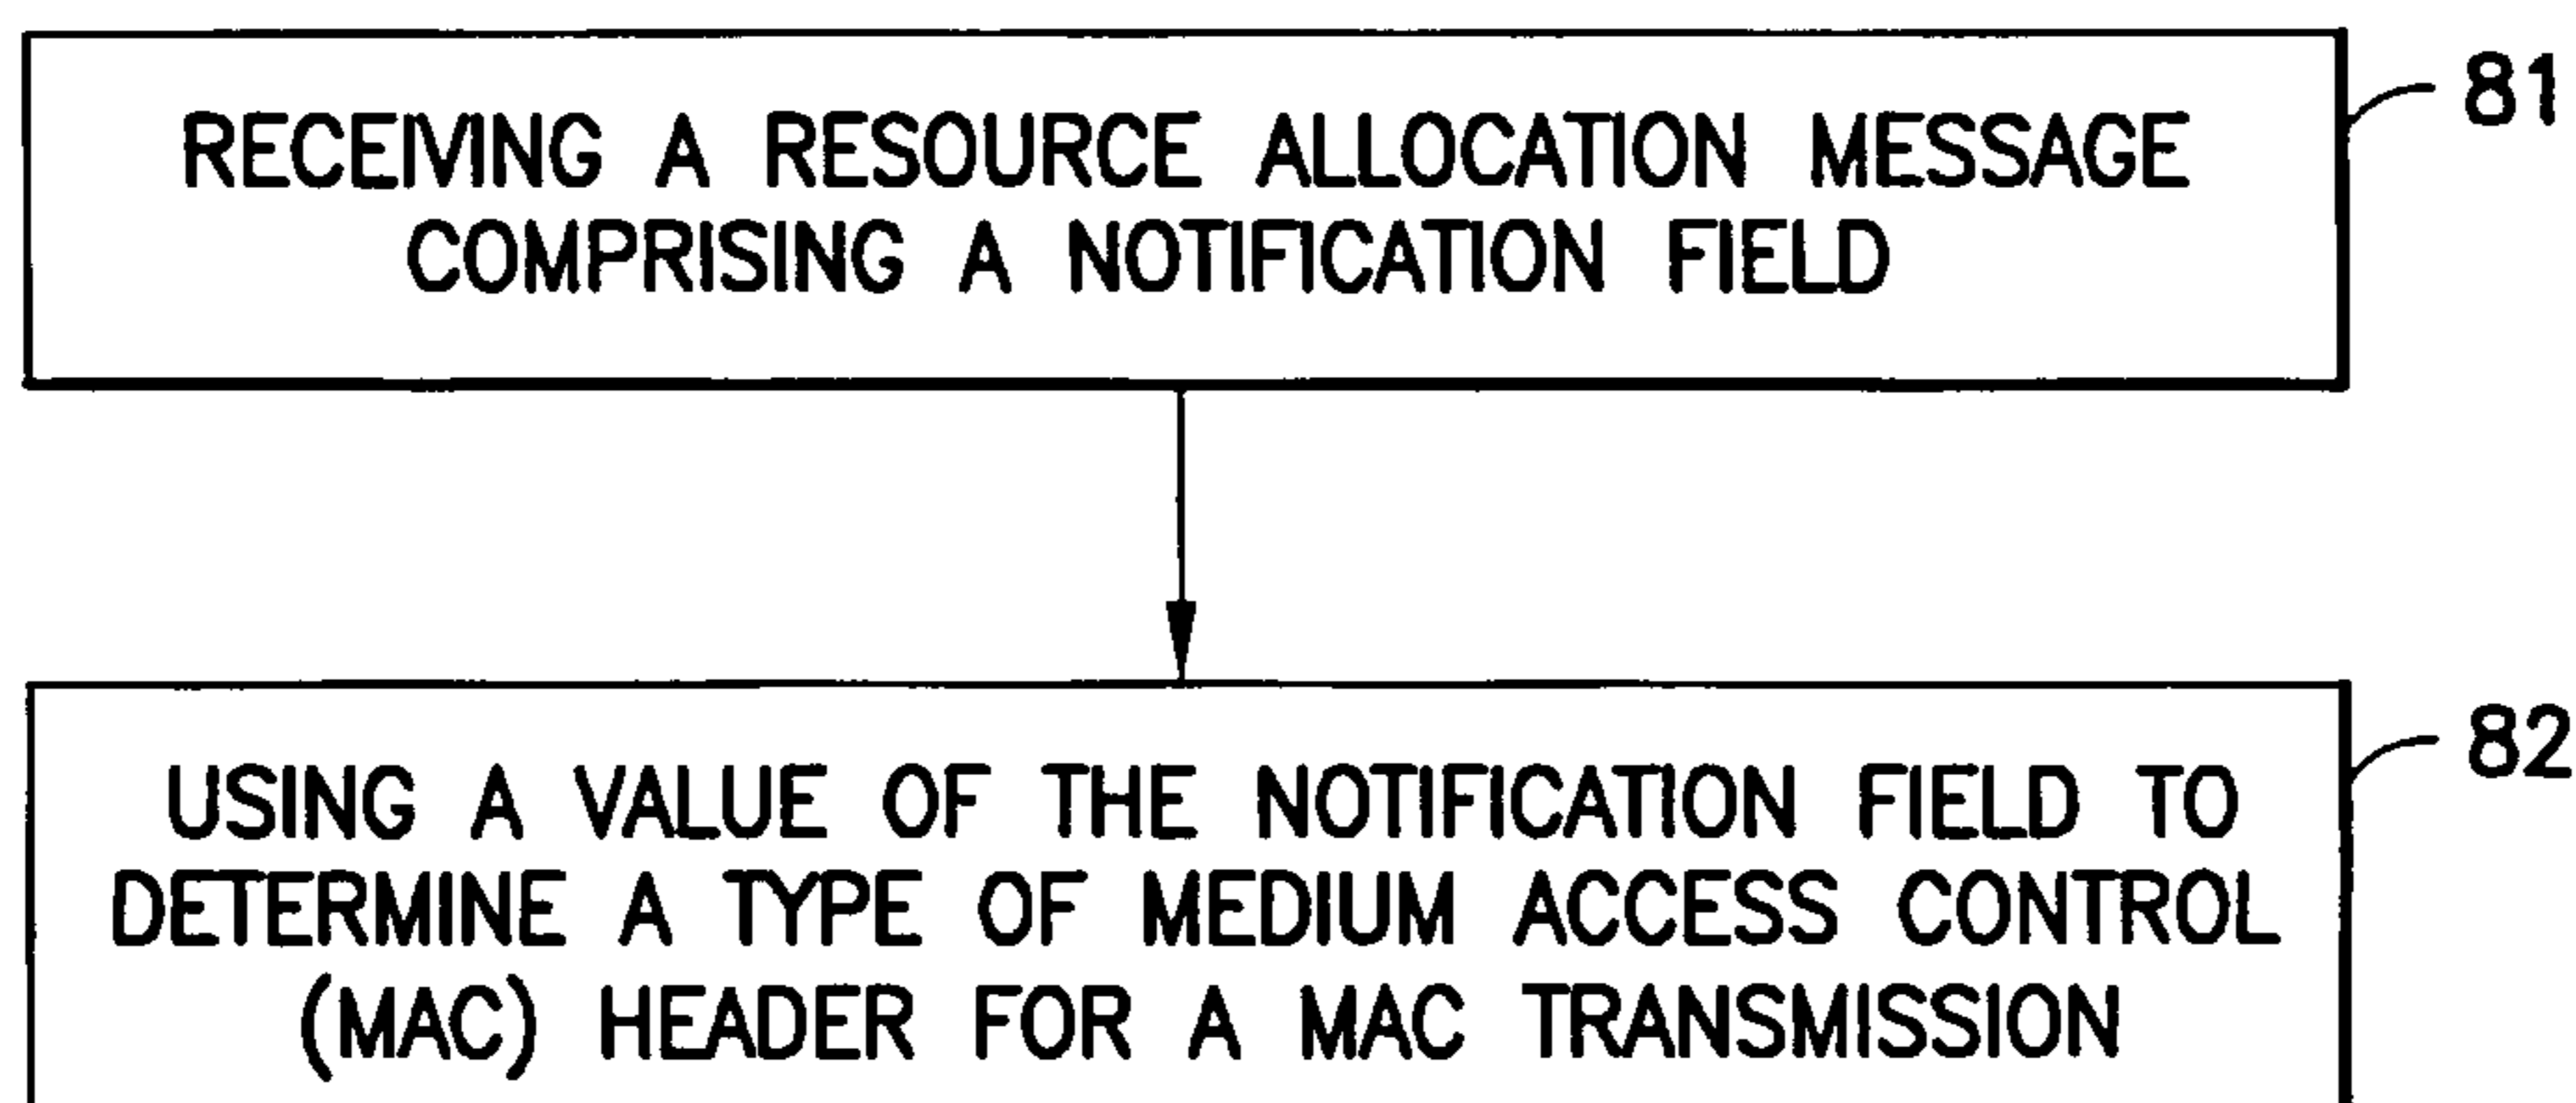 81
RECEIVING A RESOURCE ALLOCATION MESSAGE
COMPRISING A NOTIFICATION FIELD
82
USING A VALUE OF THE NOTIFICATION FIELD TO
DETERMINE A TYPE OF MEDIUM ACCESS CONTROL
(MAC) HEADER FOR A MAC TRANSMISSION